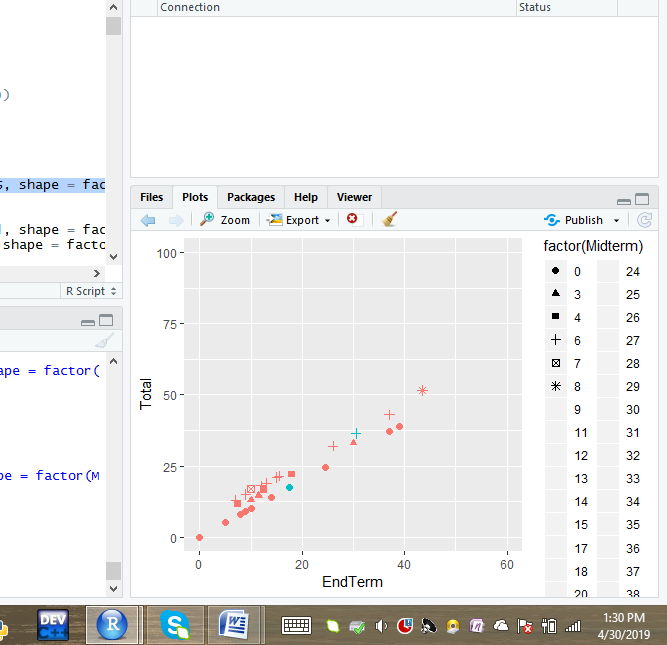 Connection Status
)
, shape = fac
, shape = fac
shape = facto
R Script
ape = factor(
pe = factor(M
Files Plots Packages Help Viewer
Zoom Export Publish
factor(Midterm)
100
75
50
25
0
Total
0 20 40 60
EndTerm
0 24
3 25
4 26
6 27
7 28
8 29
9 30
11 31
12 32
13 33
14 34
15 35
17 36
18 37
20 38
DEV
C++
R
S
W
1:30 PM
4/30/2019